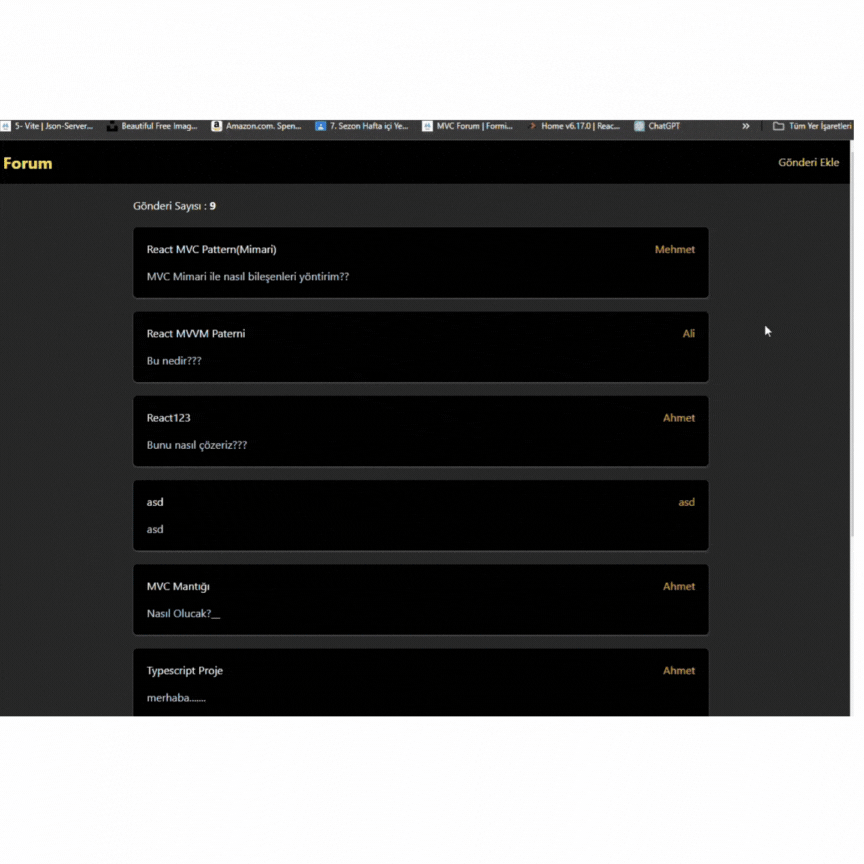 5- Vite | Json-Server... Beautiful Free Imag... Amazon.com. Spen... 7. Sezon Hafta içi Ye... MVC Forum | Formi... Home v6.17.0 | Reac... ChatGPT » Tüm Yer İşaretleri
Forum Gönderi Ekle
Gönderi Sayısı : 9
React MVC Pattern(Mimari) Mehmet
MVC Mimari ile nasıl bileşenleri yöntirim??
React MVVM Paterni Ali
Bu nedir???
React123 Ahmet
Bunu nasıl çözeriz???
asd asd
asd
MVC Mantığı Ahmet
Nasıl Olucak?__
Typescript Proje Ahmet
merhaba.......